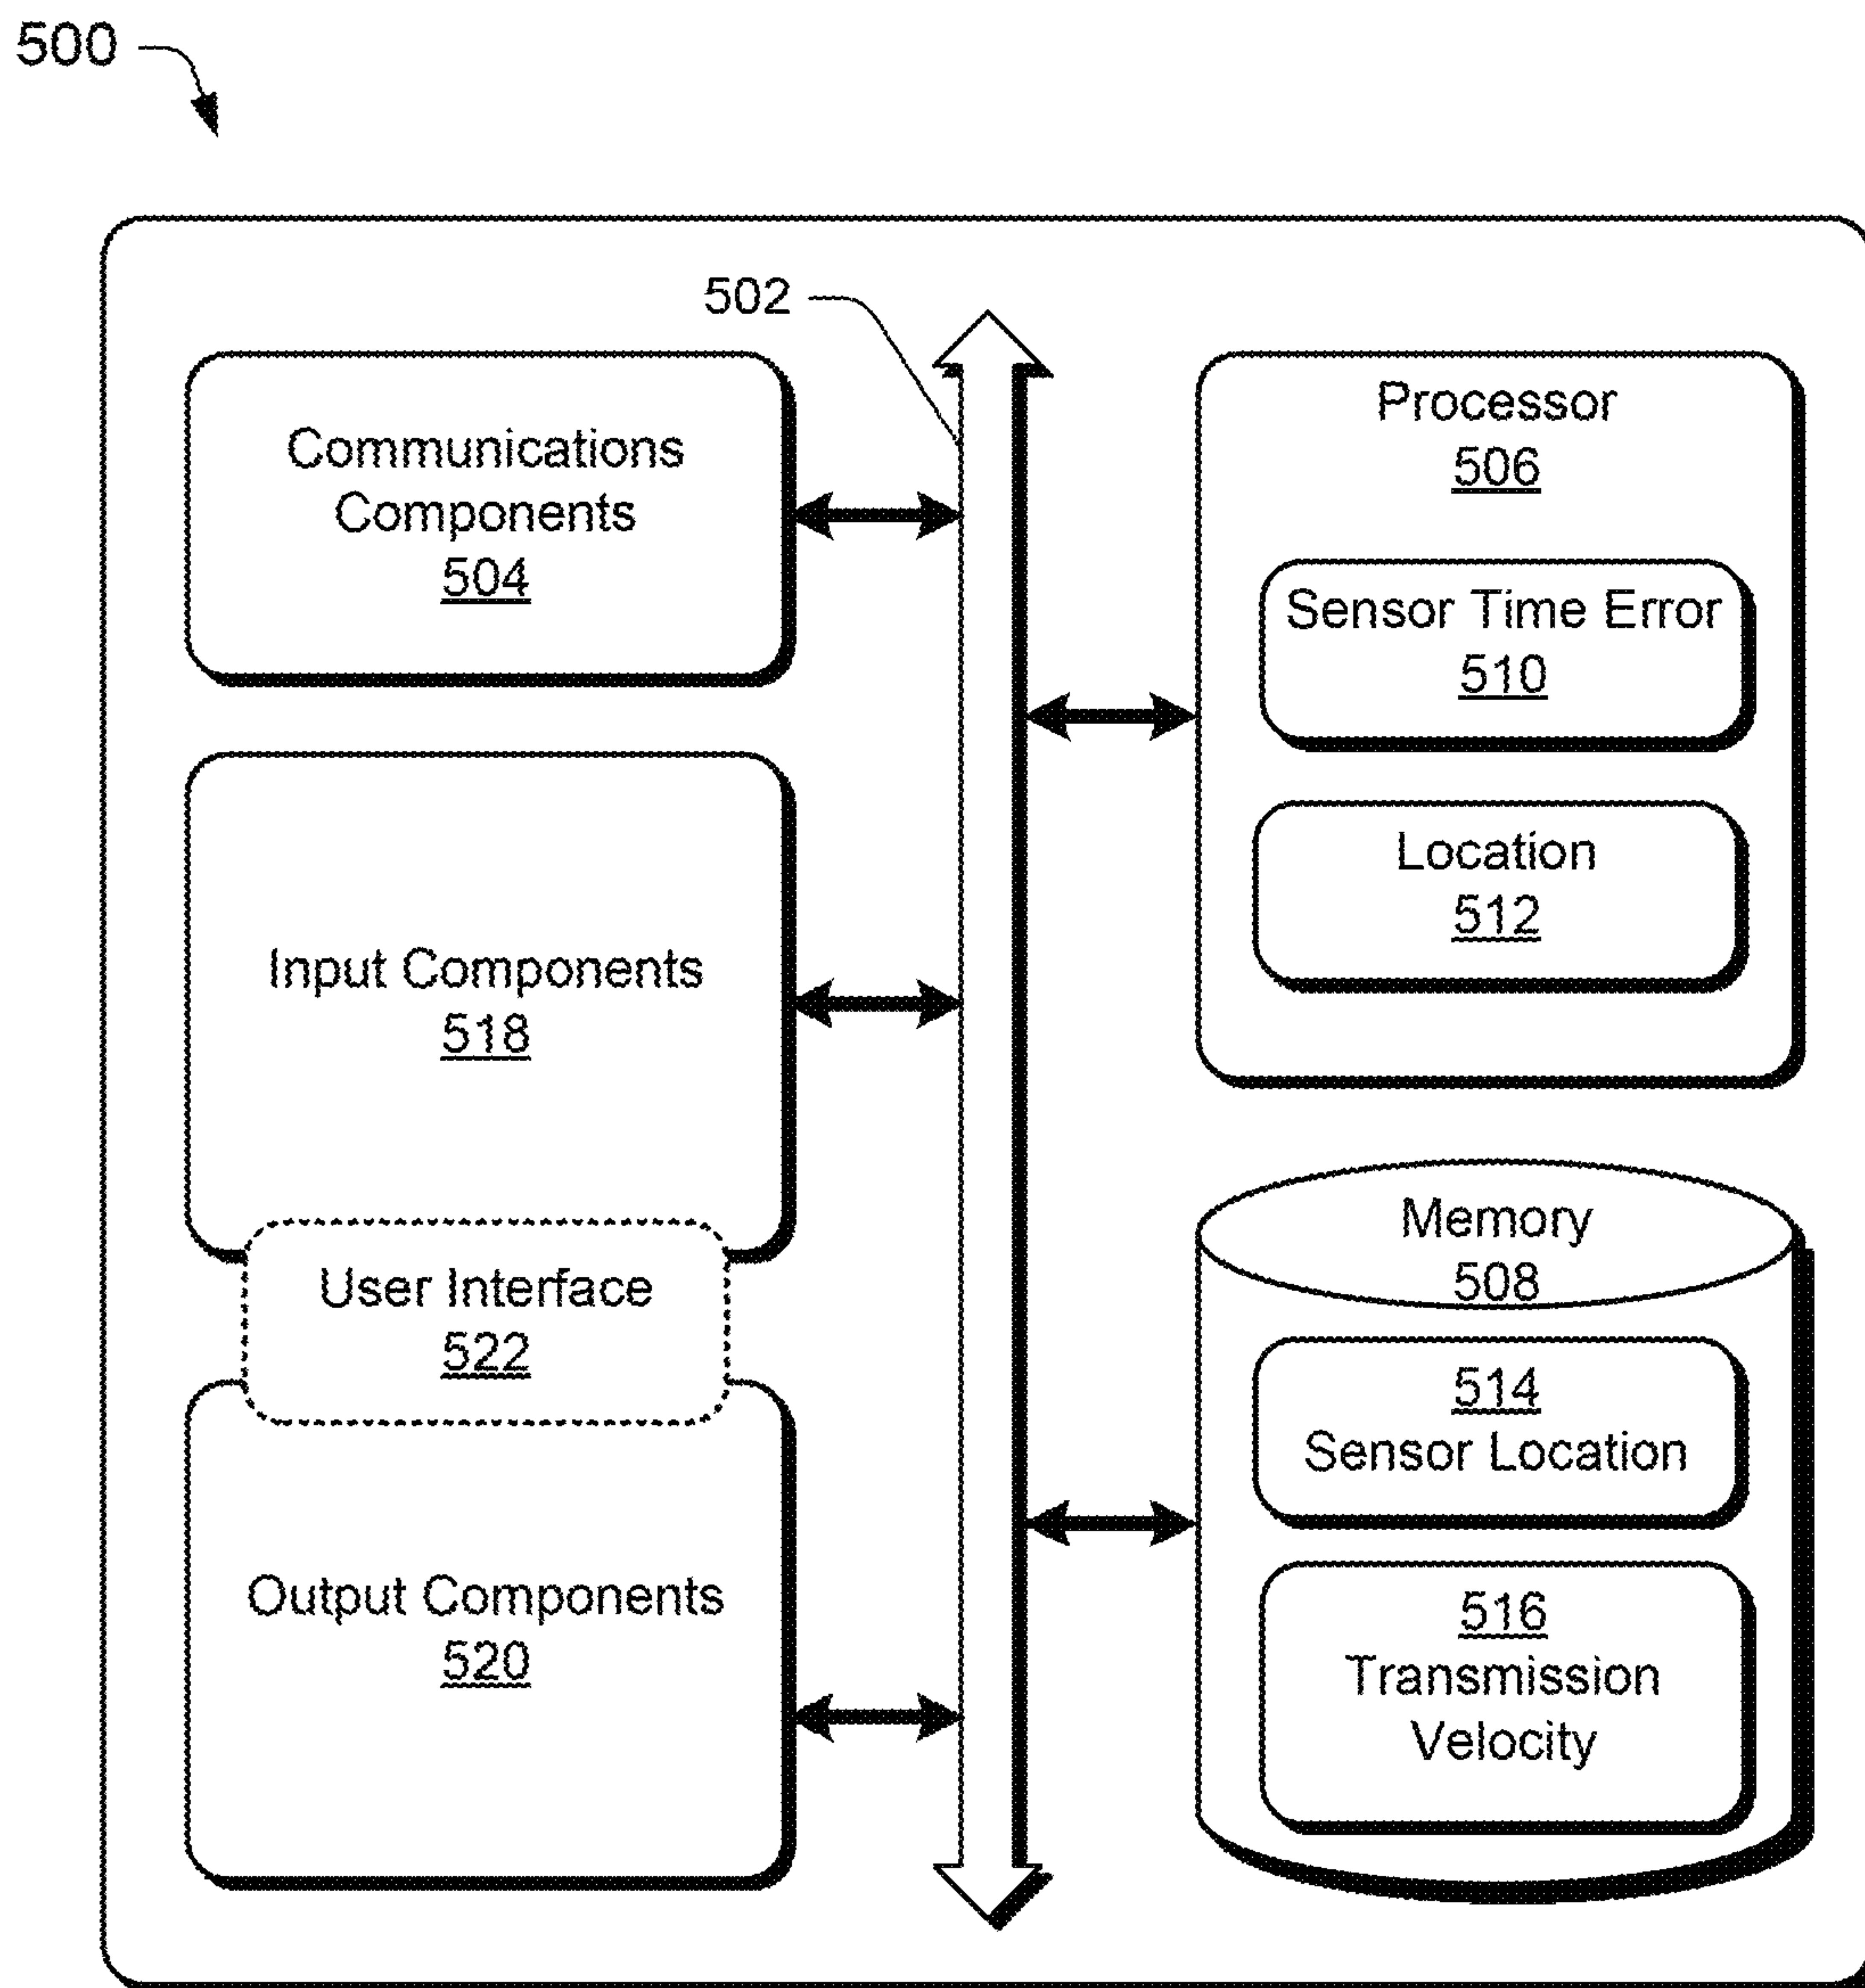 500
502
Communications
Components
504
Input Components
518
User Interface
522
Output Components
520
Processor
506
Sensor Time Error
510
Location
512
Memory
508
514
Sensor Location
516
Transmission
Velocity